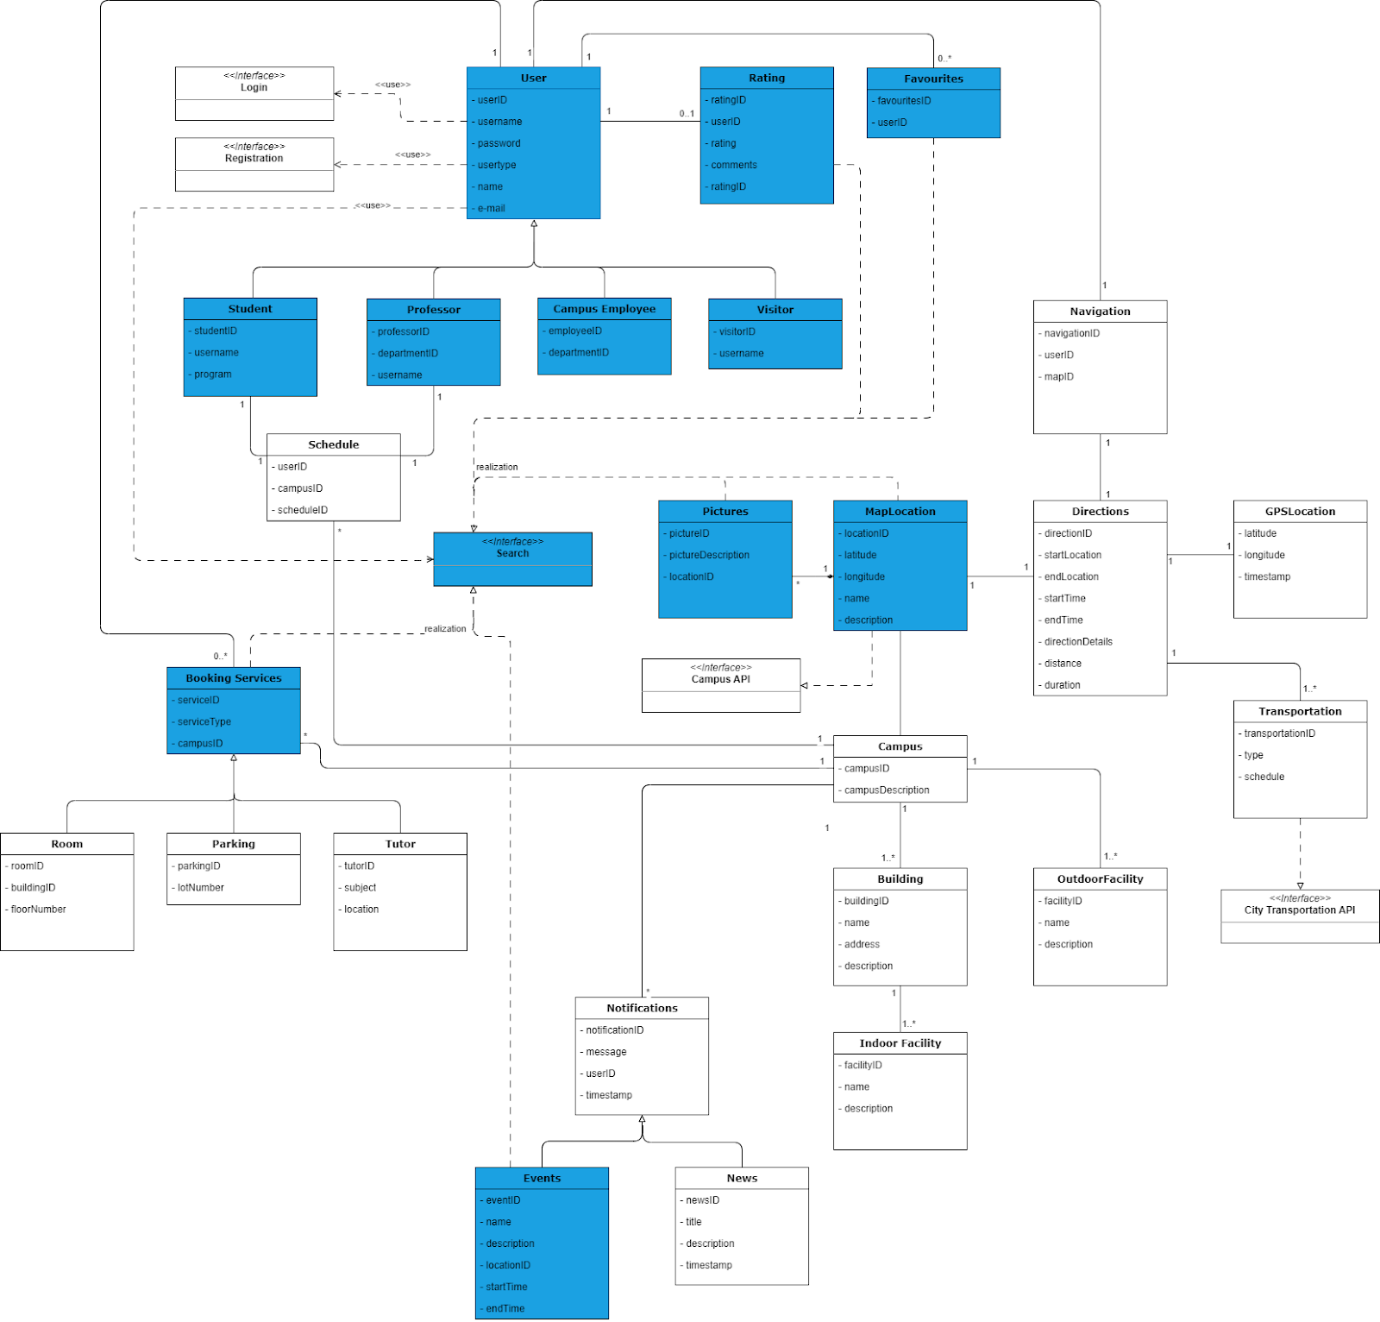 1
1
1
0..*
<<Interface>>
Login
<<use>>
User
- userID
- username
- password
- usertype
- name
- e-mail
1
0..1
Rating
- ratingID
- userID
- rating
- comments
- ratingID
Favourites
- favouritesID
- userID
<<Interface>>
Registration
<<use>>
<<use>>
Student
- studentID
- username
- program
Professor
- professorID
- departmentID
- username
Campus Employee
- employeeID
- departmentID
Visitor
- visitorID
- username
1
Navigation
- navigationID
- userID
- mapID
1
1
1
1
Schedule
- userID
- campusID
- scheduleID
*
1
1
realization
<<Interface>>
Search
Pictures
- pictureID
- pictureDescription
- locationID
*
1
MapLocation
- locationID
- latitude
- longitude
- name
- description
1
1
Directions
- directionID
- startLocation
- endLocation
- startTime
- endTime
- directionDetails
- distance
- duration
1
1
GPSLocation
- latitude
- longitude
- timestamp
realization
0..*
<<Interface>>
Campus API
1
1..*
Booking Services
- serviceID
- serviceType
- campusID
*
Transportation
- transportationID
- type
- schedule
1
1
Campus
- campusID
- campusDescription
1
1
1
1..*
1..*
Room
- roomID
- buildingID
- floorNumber
Parking
- parkingID
- lotNumber
Tutor
- tutorID
- subject
- location
Building
- buildingID
- name
- address
- description
OutdoorFacility
- facilityID
- name
- description
<<Interface>>
City Transportation API
1
1..*
*
Notifications
- notificationID
- message
- userID
- timestamp
Indoor Facility
- facilityID
- name
- description
Events
- eventID
- name
- description
- locationID
- startTime
- endTime
News
- newsID
- title
- description
- timestamp